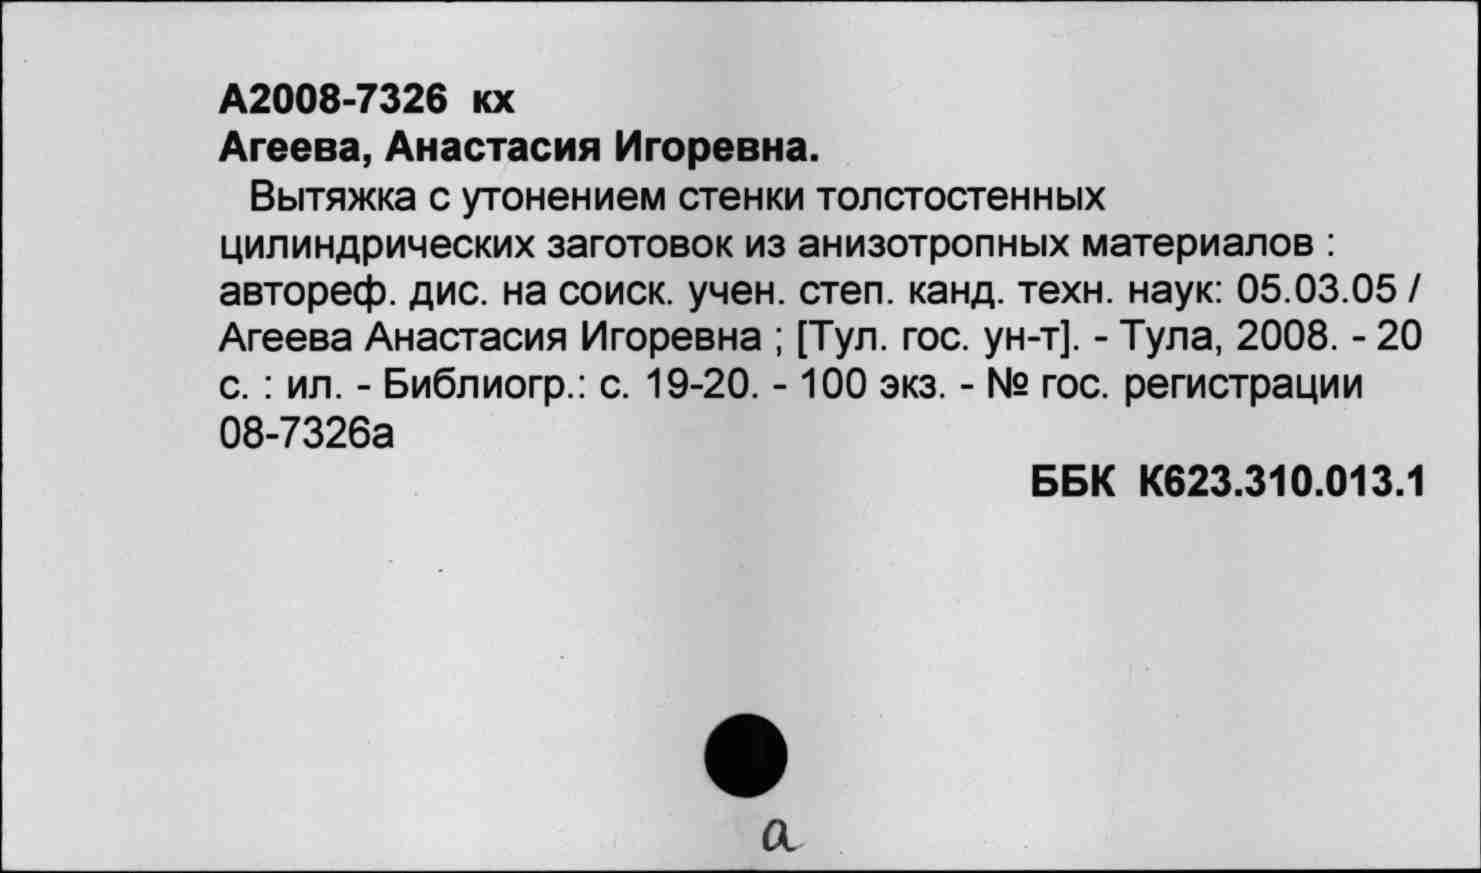 А2008-7326 кх
Агеева, Анастасия Игоревна.
Вытяжка с утонением стенки толстостенных
цилиндрических заготовок из анизотропных материалов :
автореф. дис. на соиск. учен. степ. канд. техн. наук: 05.03.05 /
Агеева Анастасия Игоревна ; [Тул. гос. ун-т]. - Тула, 2008. - 20
с. : ил. - Библиогр.: с. 19-20. - 100 экз. - № гос. регистрации
08-7326а
ББК К623.310.013.1
а